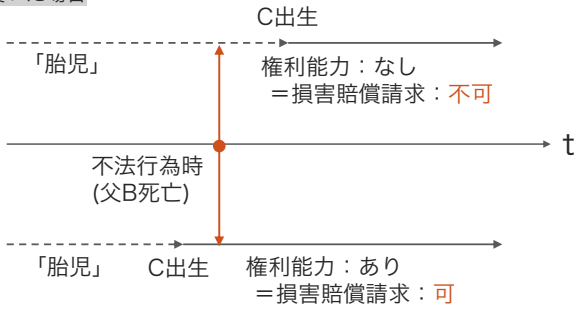 C出生
「胎児」
権利能力：なし
＝損害賠償請求：不可
t
不法行為時
(父B死亡)
「胎児」
C出生
権利能力：あり
＝損害賠償請求：可